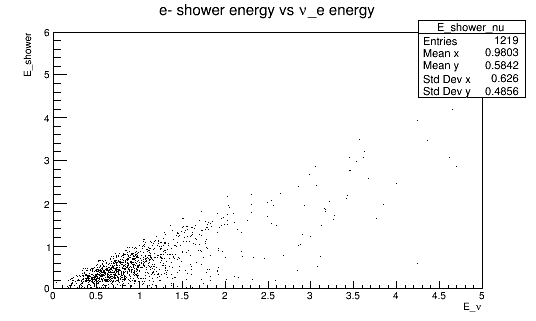 e- shower energy vs ν_e energy
E_shower_nu
Entries 1219
Mean x 0.9803
Mean y 0.5842
Std Dev x 0.626
Std Dev y 0.4856
E_shower
6
5
4
3
2
1
0
0 0.5 1 1.5 2 2.5 3 3.5 4 4.5 5
E_ν